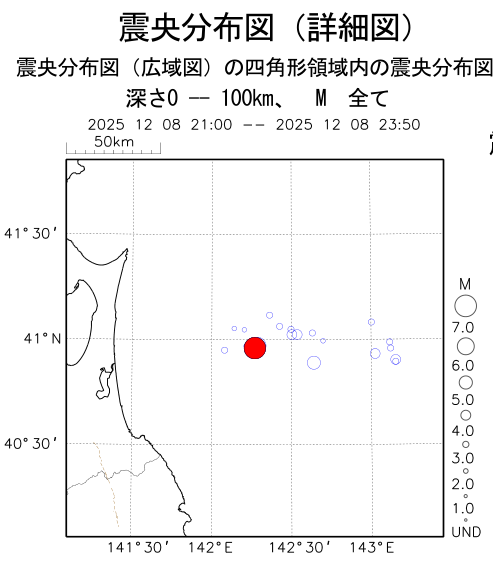 震央分布図（詳細図）
震央分布図（広域図）の四角形領域内の震央分布図
深さ0 -- 100km、 M 全て
2025 12 08 21:00 -- 2025 12 08 23:50
50km
41°30′
41°N
40°30′
141°30′ 142°E 142°30′ 143°E
M
7.0
6.0
5.0
4.0
3.0
2.0
1.0
UND